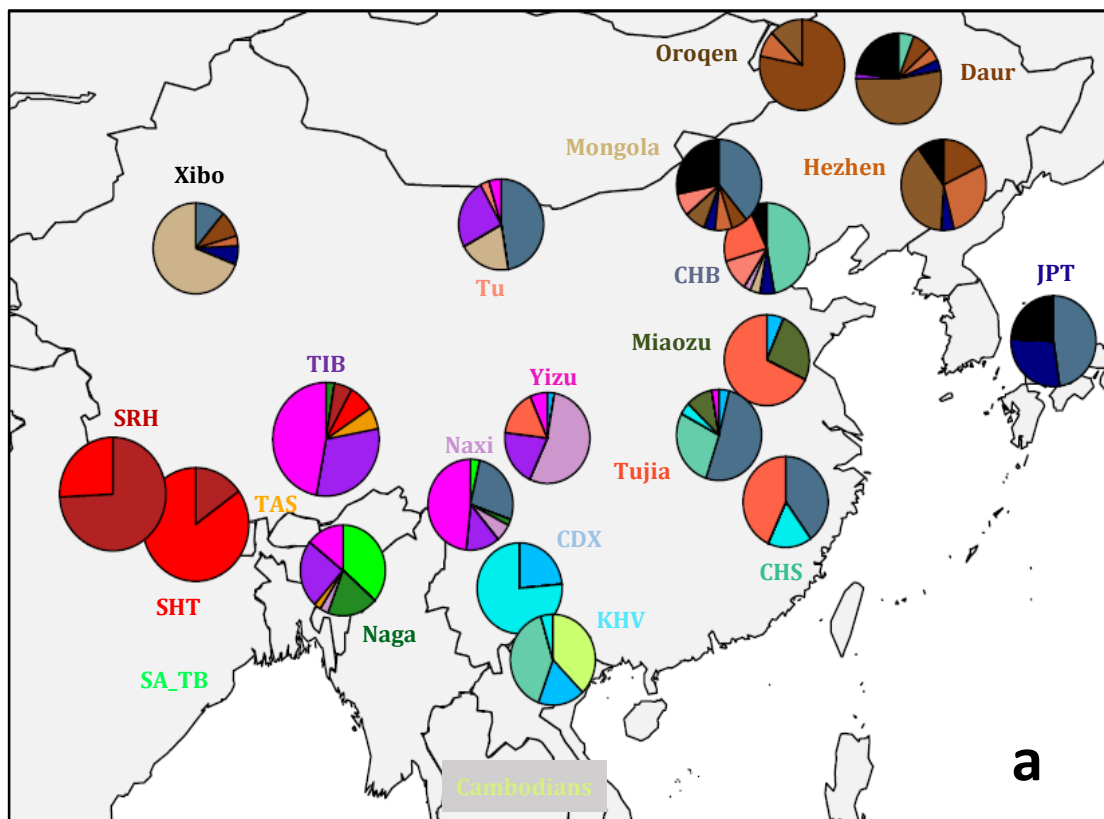 Oroqen
Daur
Mongola
Hezhen
Xibo
Tu
CHB
JPT
Miaozu
TIB
Yizu
SRH
Naxi
Tujia
TAS
CDX
CHS
SHT
KHV
Naga
SA_TB
a
Cambodians